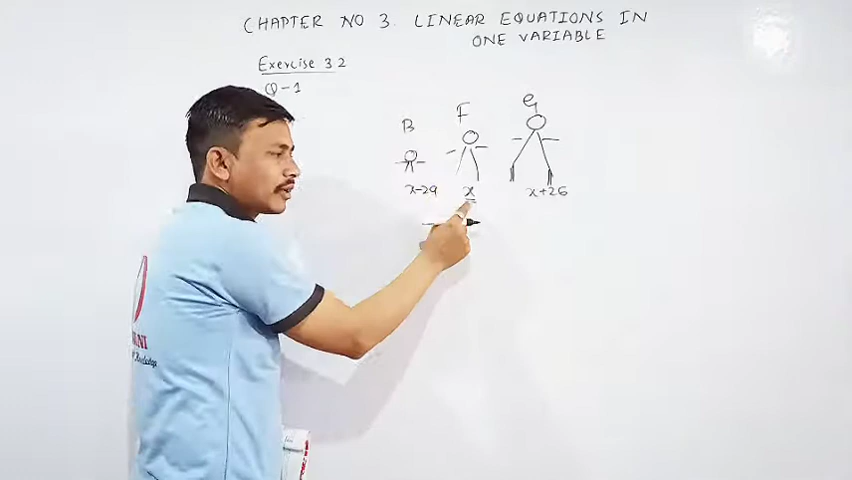 CHAPTER NO 3. LINEAR EQUATIONS IN
ONE VARIABLE
Exercise 3.2
Q-1
B F G
x-29 x x+26